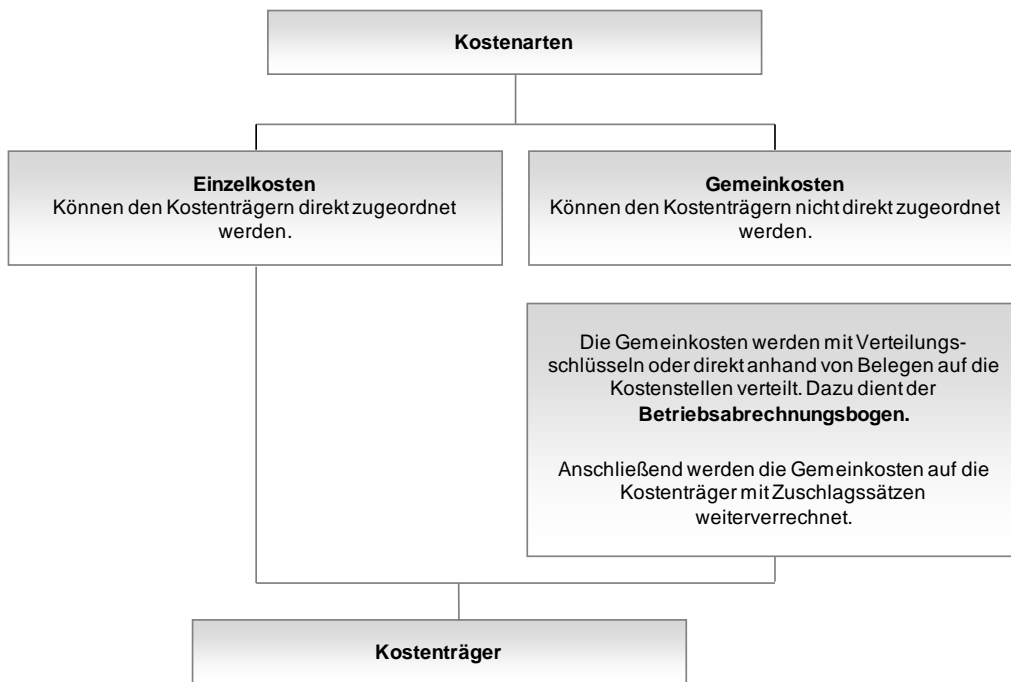 Kostenarten
Einzelkosten
Können den Kostenträgern direkt zugeordnet
werden.
Gemeinkosten
Können den Kostenträgern nicht direkt zugeordnet
werden.
Die Gemeinkosten werden mit Verteilungs-
schlüsseln oder direkt anhand von Belegen auf die
Kostenstellen verteilt. Dazu dient der
Betriebsabrechnungsbogen.
Anschließend werden die Gemeinkosten auf die
Kostenträger mit Zuschlagssätzen
weiterverrechnet.
Kostenträger